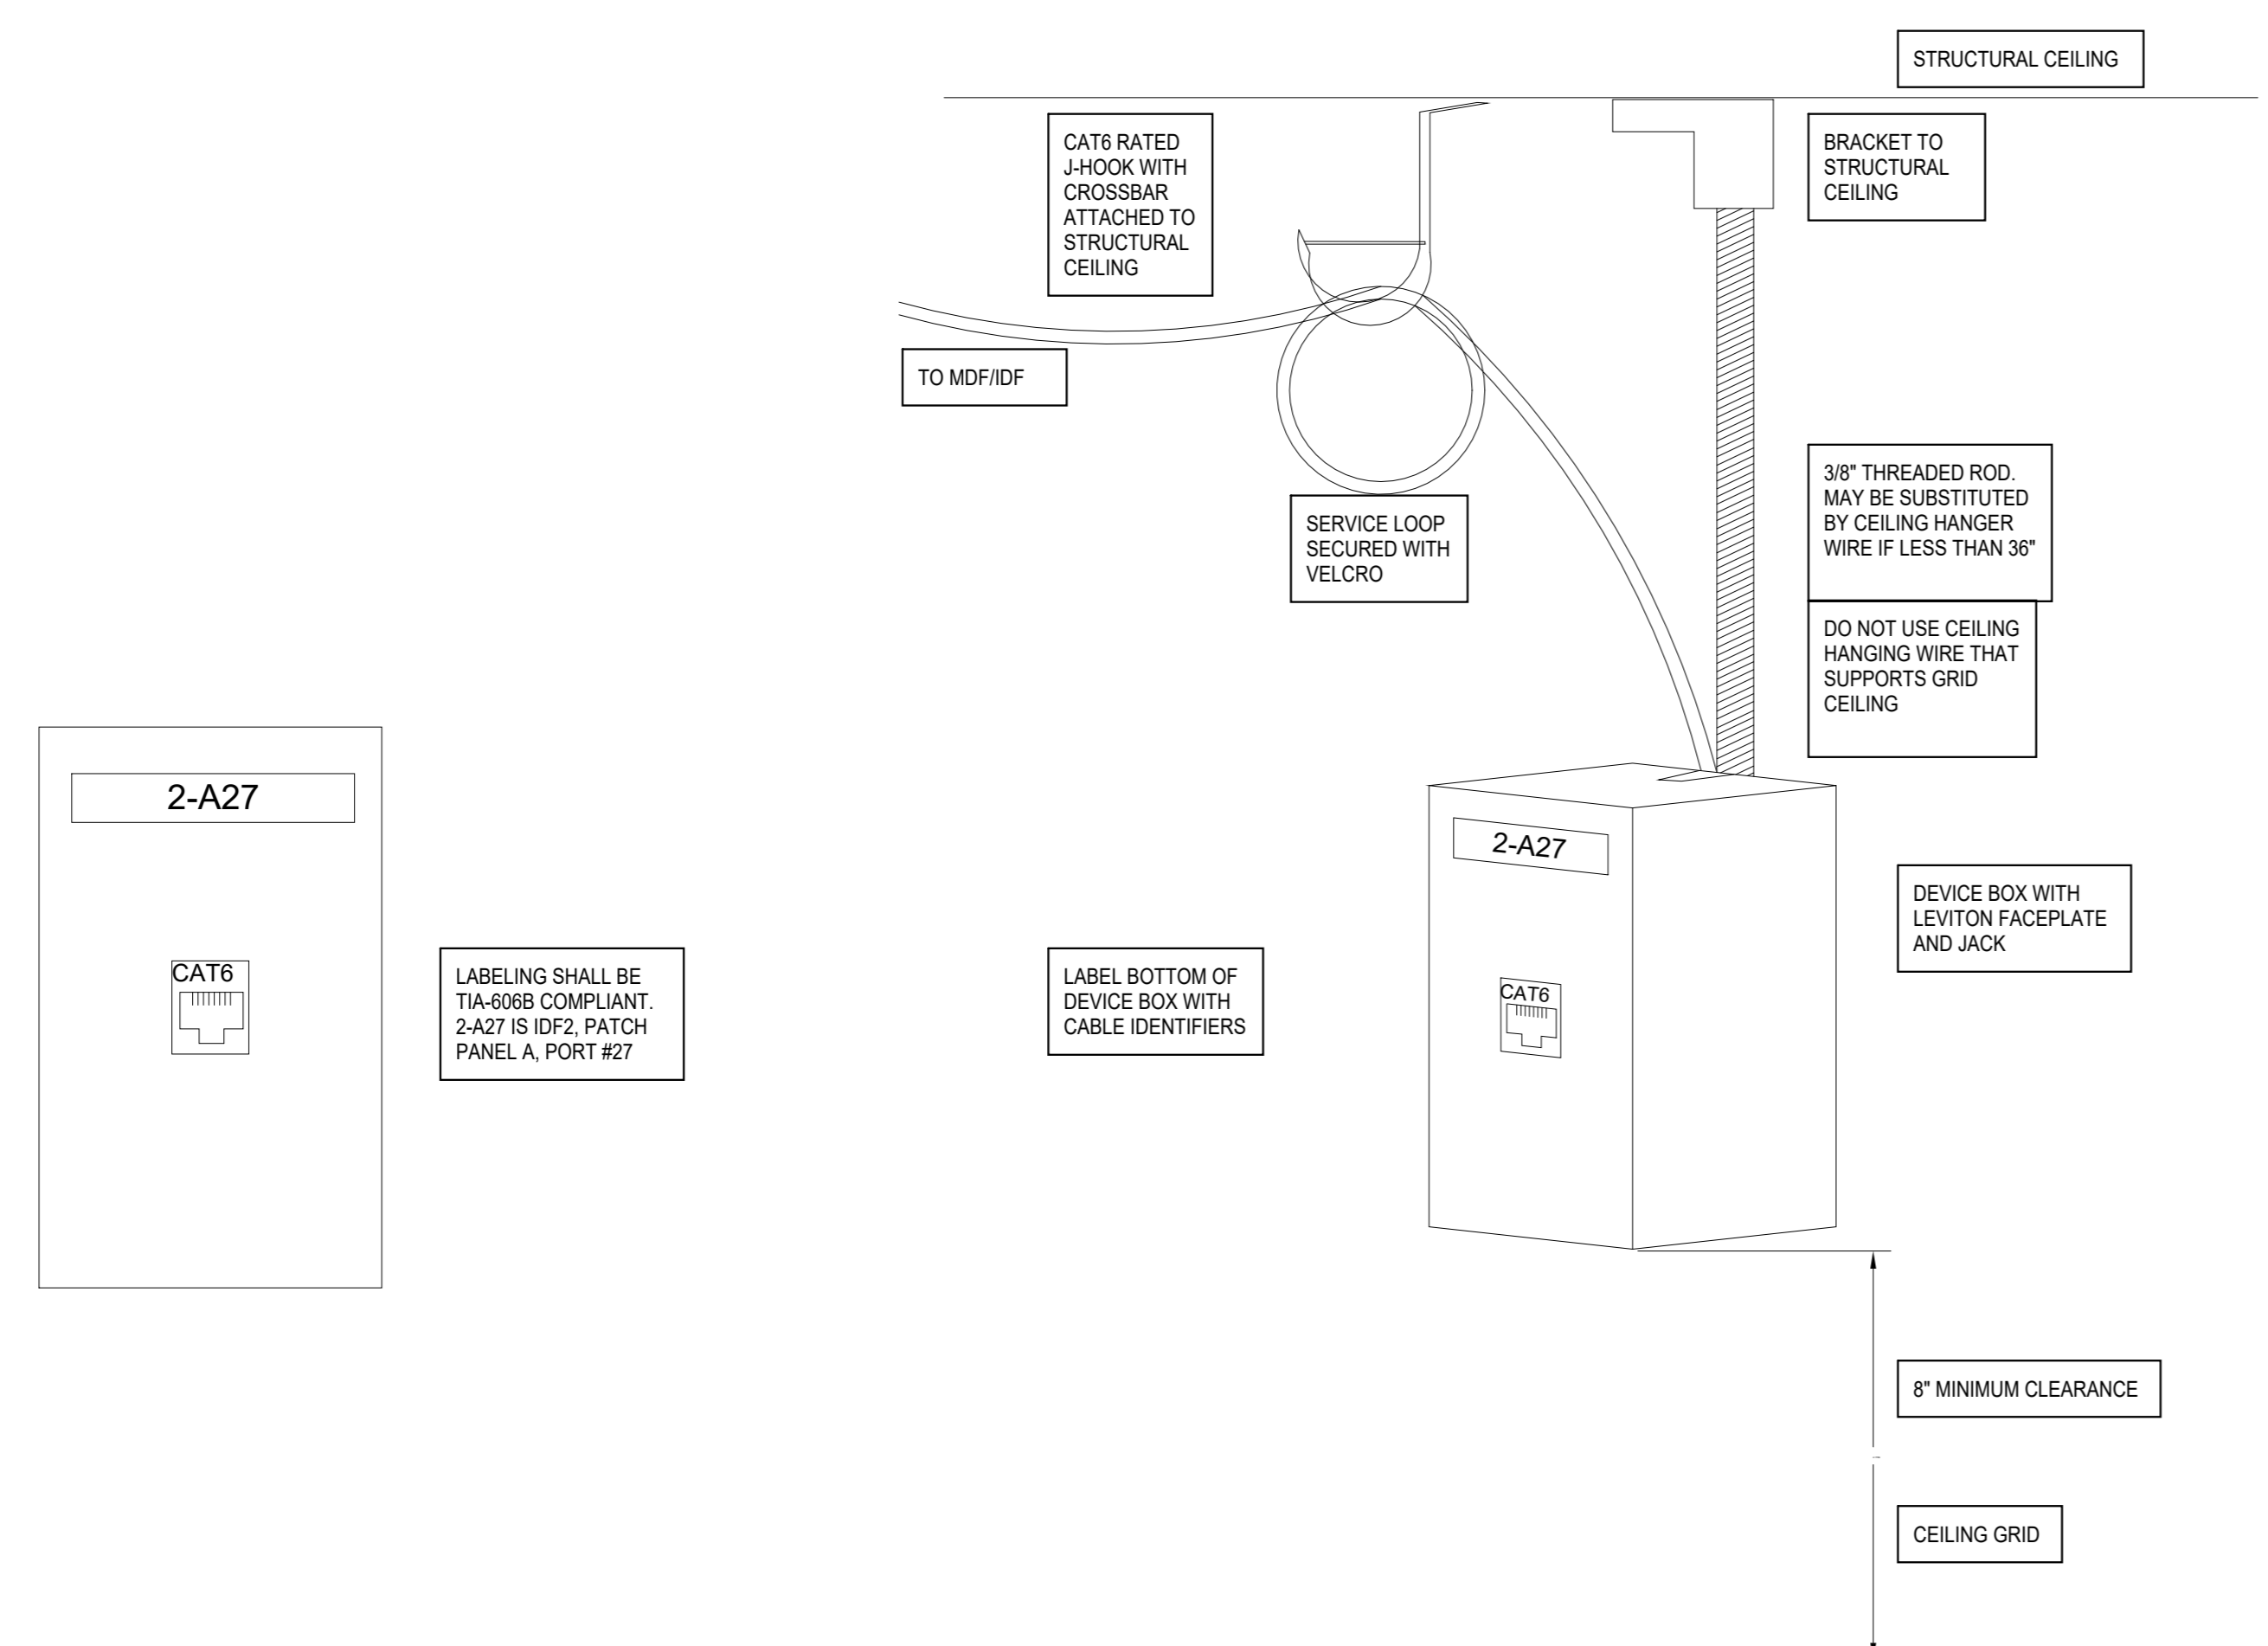 STRUCTURAL CEILING
CAT6 RATED
J-HOOK WITH
CROSSBAR
ATTACHED TO
STRUCTURAL
CEILING
BRACKET TO
STRUCTURAL
CEILING
TO MDF/IDF
3/8" THREADED ROD.
MAY BE SUBSTITUTED
BY CEILING HANGER
WIRE IF LESS THAN 36"
SERVICE LOOP
SECURED WITH
VELCRO
DO NOT USE CEILING
HANGING WIRE THAT
SUPPORTS GRID
CEILING
2-A27
CAT6
LABELING SHALL BE
TIA-606B COMPLIANT.
2-A27 IS IDF2, PATCH
PANEL A, PORT #27
LABEL BOTTOM OF
DEVICE BOX WITH
CABLE IDENTIFIERS
2-A27
CAT6
DEVICE BOX WITH
LEVITON FACEPLATE
AND JACK
8" MINIMUM CLEARANCE
CEILING GRID